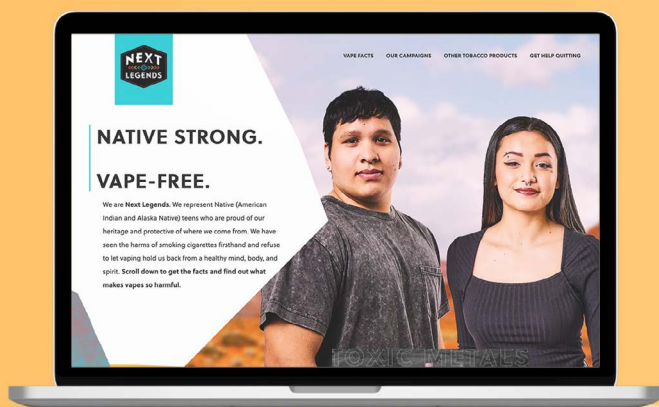 NEXT
LEGENDS
VAPE FACTS OUR CAMPAIGNS OTHER TOBACCO PRODUCTS GET HELP QUITTING
NATIVE STRONG.
VAPE-FREE.
We are Next Legends. We represent Native (American
Indian and Alaska Native) teens who are proud of our
heritage and protective of where we come from. We have
seen the harms of smoking cigarettes firsthand and refuse
to let vaping hold us back from a healthy mind, body, and
spirit. Scroll down to get the facts and find out what
makes vapes so harmful.
TOXIC METALS